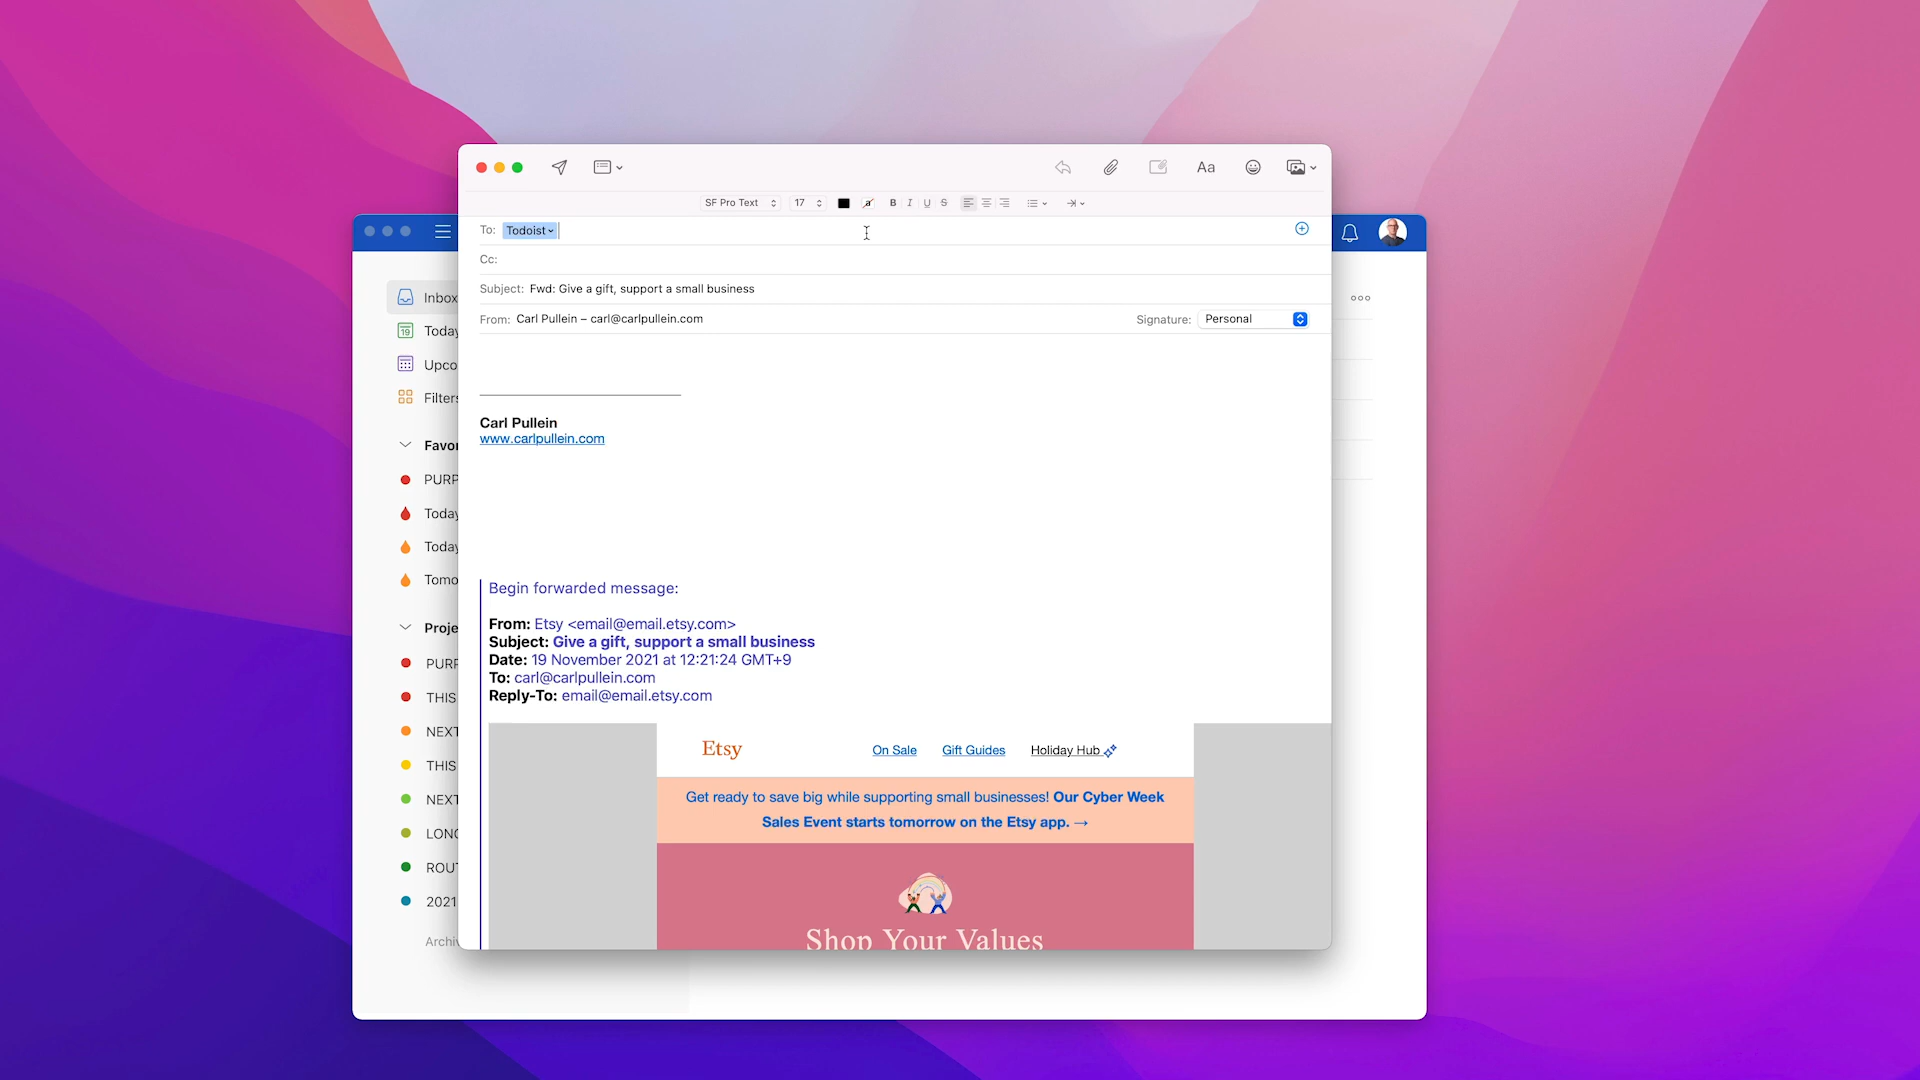 Aa
SF Pro Text
17
a
B I U S
To: Todoist
Cc:
Subject: Fwd: Give a gift, support a small business
From: Carl Pullein – carl@carlpullein.com
Signature: Personal
Carl Pullein
www.carlpullein.com
Begin forwarded message:
From: Etsy <email@email.etsy.com>
Subject: Give a gift, support a small business
Date: 19 November 2021 at 12:21:24 GMT+9
To: carl@carlpullein.com
Reply-To: email@email.etsy.com
Etsy
On Sale
Gift Guides
Holiday Hub
Get ready to save big while supporting small businesses! Our Cyber Week
Sales Event starts tomorrow on the Etsy app. →
Shop Your Values
Inbox
19
Today
Upco
Filters
Favor
PURP
Today
Today
Tomo
Proje
PURP
THIS
NEXT
THIS
NEXT
LONG
ROUT
2021
Archiv